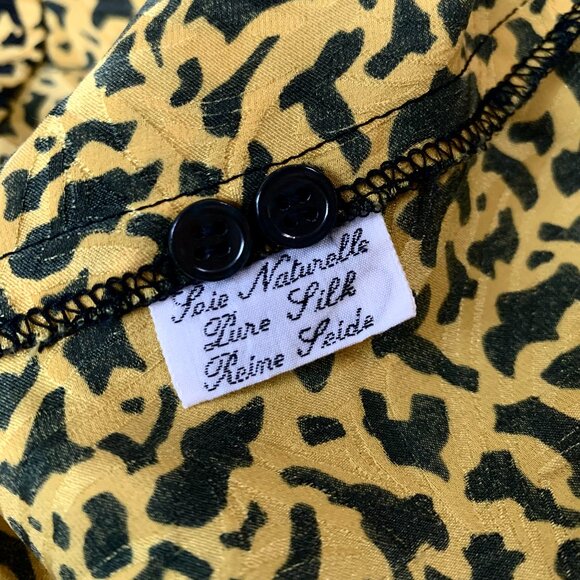 Soie Naturelle
Pure Silk
Reine Seide